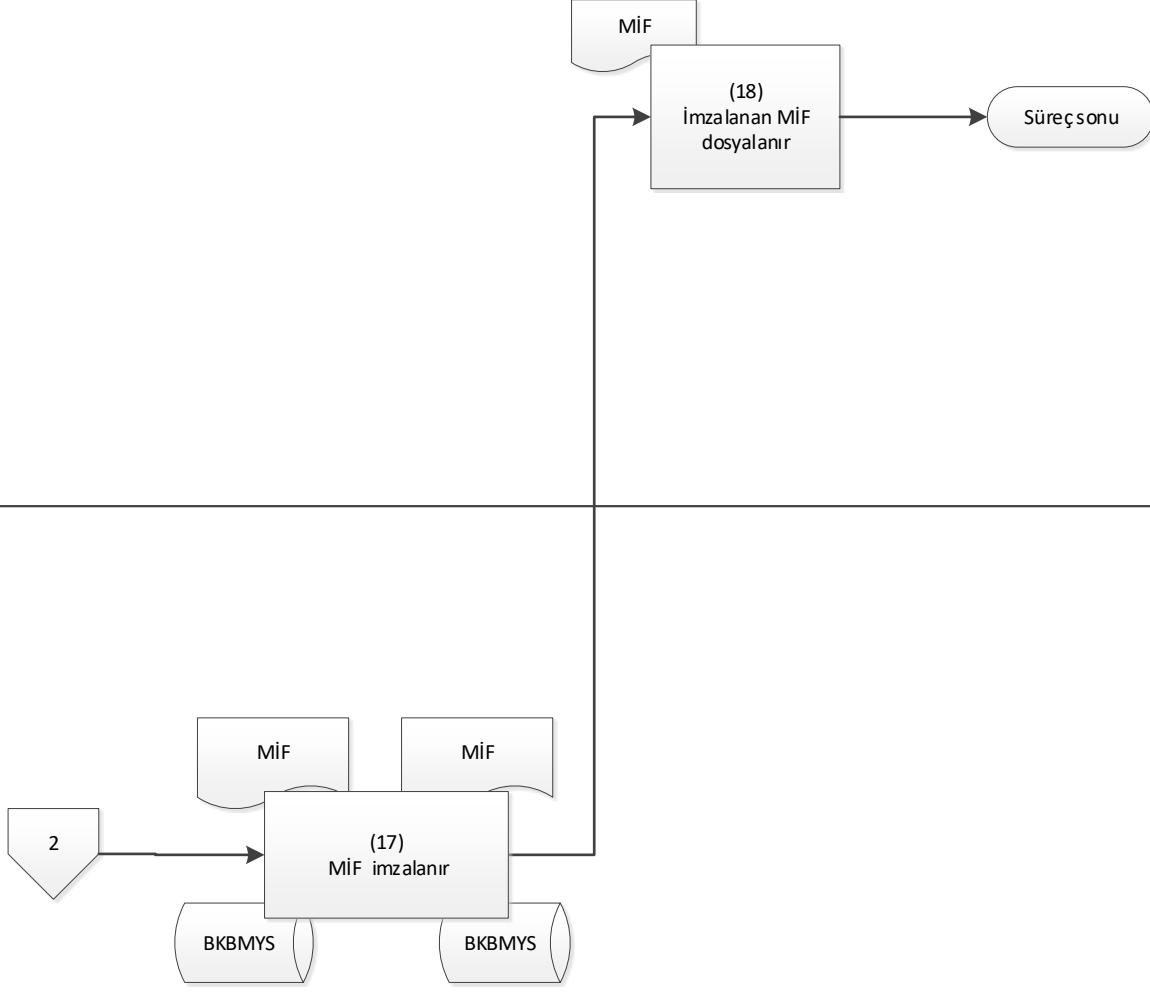 MİF
(18)
İmzalanan MİF
dosyalanır
Süreç sonu
MİF
MİF
2
(17)
MİF imzalanır
BKBMYS
BKBMYS